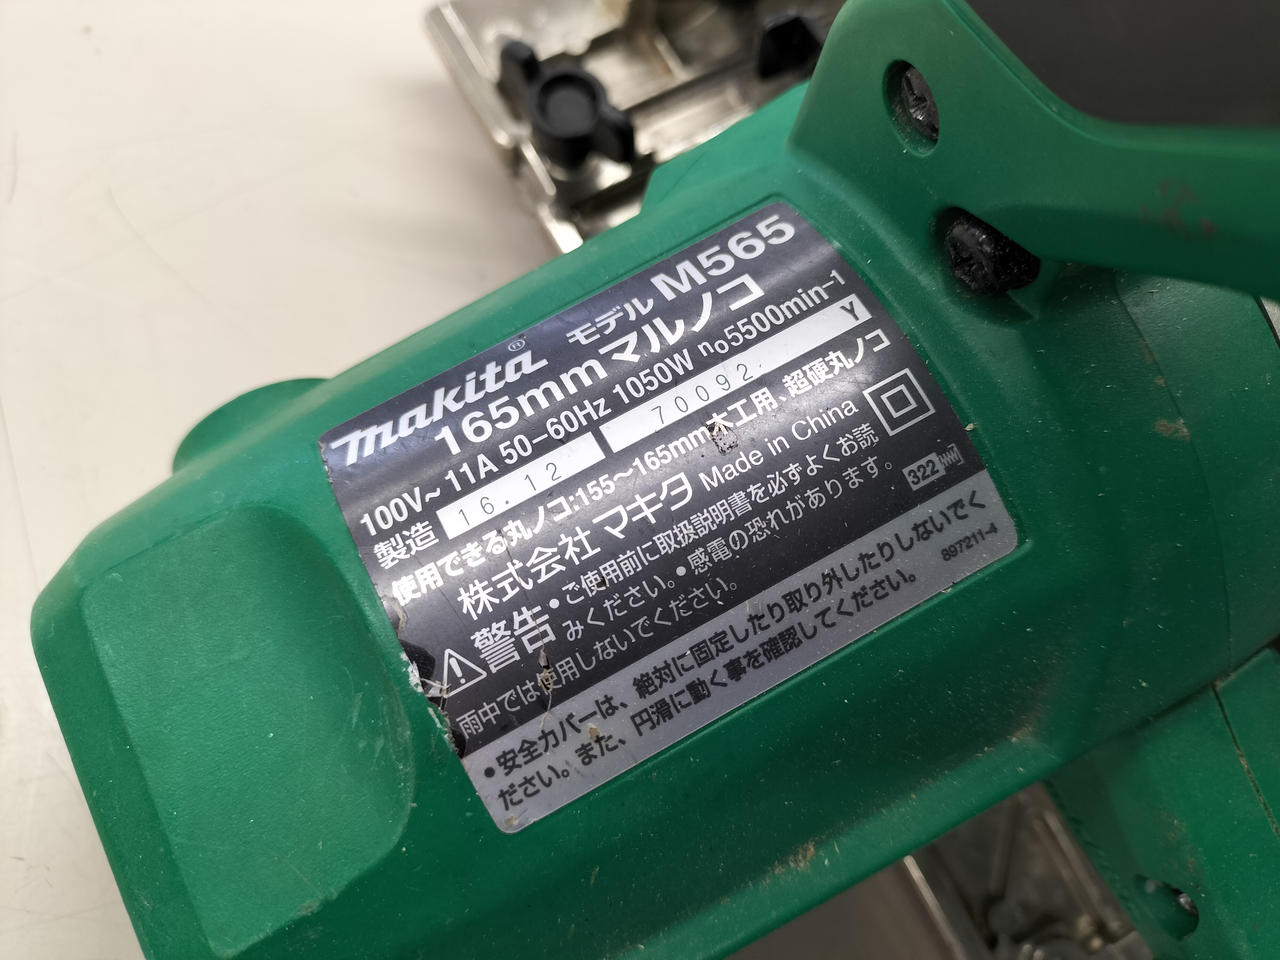 makita® モデル M565
165mmマルノコ
100V~ 11A 50-60Hz 1050W no5500min-1
製造 16.12 70092 Y
使用できる丸ノコ:155~165mm木工用、超硬丸ノコ
株式会社 マキタ Made in China
警告 •ご使用前に取扱説明書を必ずよくお読
みください。•感電の恐れがあります。
雨中では使用しないでください。
322
•安全カバーは、絶対に固定したり取り外したりしないでく
ださい。また、円滑に動く事を確認してください。
897211-4